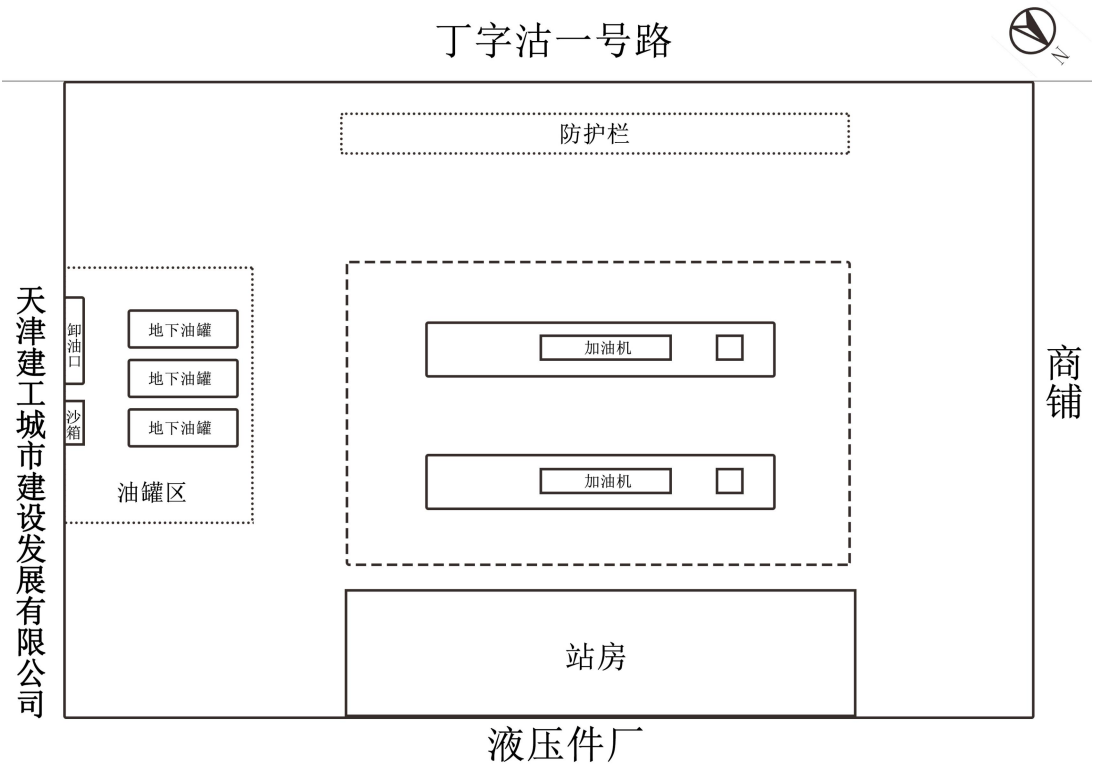 丁字沽一号路
N
防护栏
天津建工城市建设发展有限公司
卸油口
地下油罐
加油机
地下油罐
沙箱
地下油罐
加油机
油罐区
商铺
站房
液压件厂